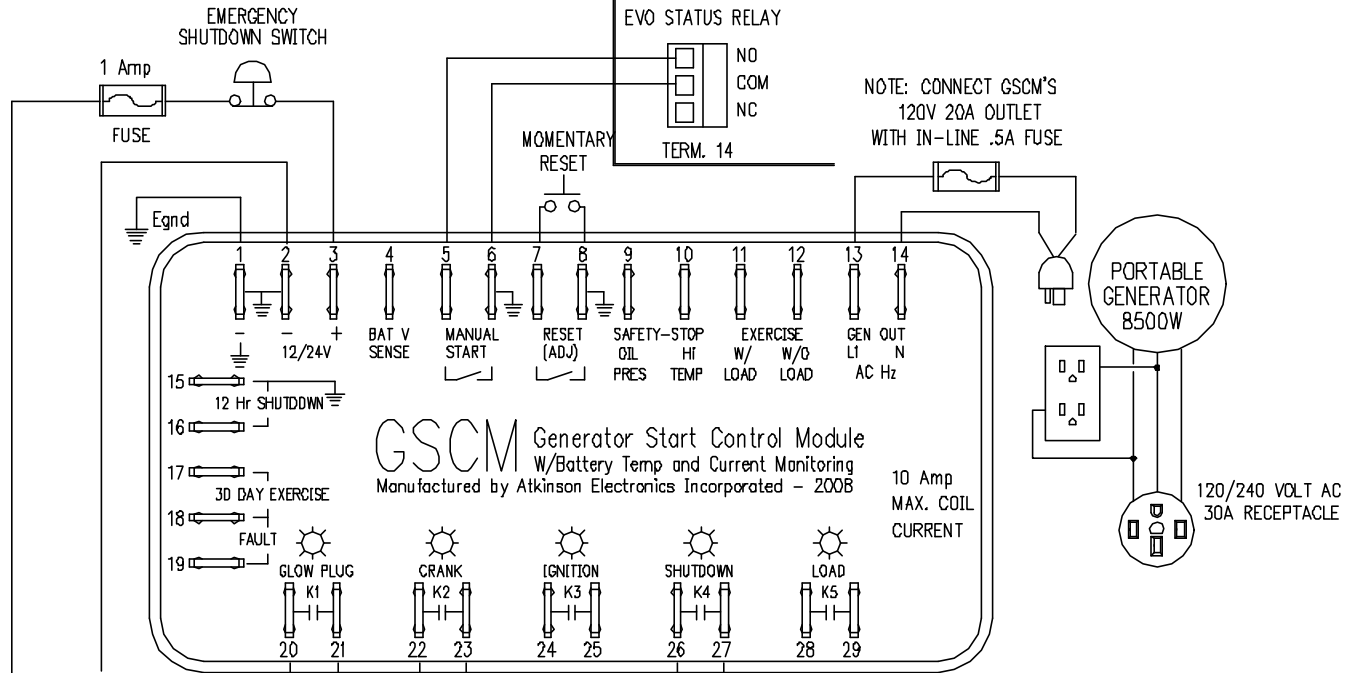 EMERGENCY
SHUTDOWN SWITCH
1 Amp
FUSE
EVO STATUS RELAY
NO
COM
NC
TERM. 14
MOMENTARY
RESET
NOTE: CONNECT GSCM'S
120V 20A OUTLET
WITH IN-LINE .5A FUSE
Egnd
1 2 3 4 5 6 7 8 9 10 11 12 13 14
- - +
12/24V
BAT V
SENSE
MANUAL
START
RESET
(ADJ)
SAFETY-STOP
OIL
PRES
HI
TEMP
EXERCISE
W/
LOAD
W/O
LOAD
GEN OUT
L1 N
AC Hz
PORTABLE
GENERATOR
8500W
15
12 Hr SHUTDOWN
16
17
30 DAY EXERCISE
18
FAULT
19
GSCM
Generator Start Control Module
W/Battery Temp and Current Monitoring
Manufactured by Atkinson Electronics Incorporated - 2008
10 Amp
MAX. COIL
CURRENT
120/240 VOLT AC
30A RECEPTACLE
GLOW PLUG
K1
CRANK
K2
IGNITION
K3
SHUTDOWN
K4
LOAD
K5
20 21 22 23 24 25 26 27 28 29